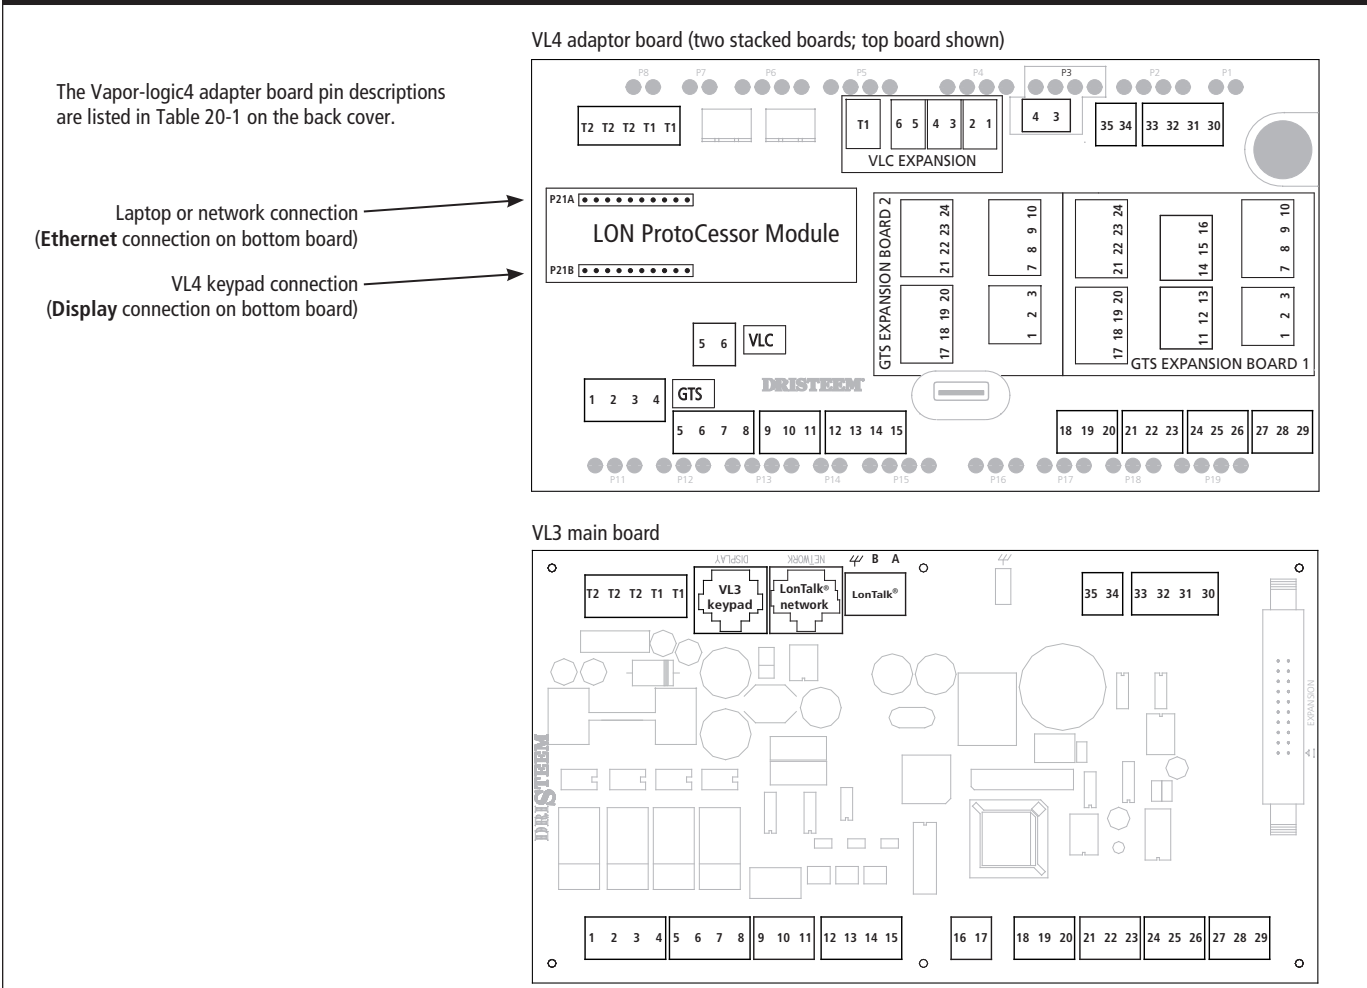 VL4 adaptor board (two stacked boards; top board shown)
The Vapor-logic4 adapter board pin descriptions
are listed in Table 20-1 on the back cover.
P8 P7 P6 P5 P4 P3 P2 P1
T2 T2 T2 T1 T1
T1 6 5 4 3 2 1
VLC EXPANSION
4 3
35 34 33 32 31 30
Laptop or network connection
(Ethernet connection on bottom board)
VL4 keypad connection
(Display connection on bottom board)
P21A
LON ProtoCessor Module
P21B
GTS EXPANSION BOARD 2
21 22 23 24
7 8 9 10
17 18 19 20
1 2 3
21 22 23 24
14 15 16
7 8 9 10
17 18 19 20
11 12 13
1 2 3
GTS EXPANSION BOARD 1
5 6 VLC
DRISTEEM
1 2 3 4 GTS
5 6 7 8 9 10 11 12 13 14 15
18 19 20 21 22 23 24 25 26 27 28 29
P11 P12 P13 P14 P15 P16 P17 P18 P19
VL3 main board
DISPLAY NETWORK B A
T2 T2 T2 T1 T1
VL3
keypad
LonTalk®
network
LonTalk®
35 34 33 32 31 30
EXPANSION
1
DRISTEEM
1 2 3 4 5 6 7 8 9 10 11 12 13 14 15 16 17 18 19 20 21 22 23 24 25 26 27 28 29